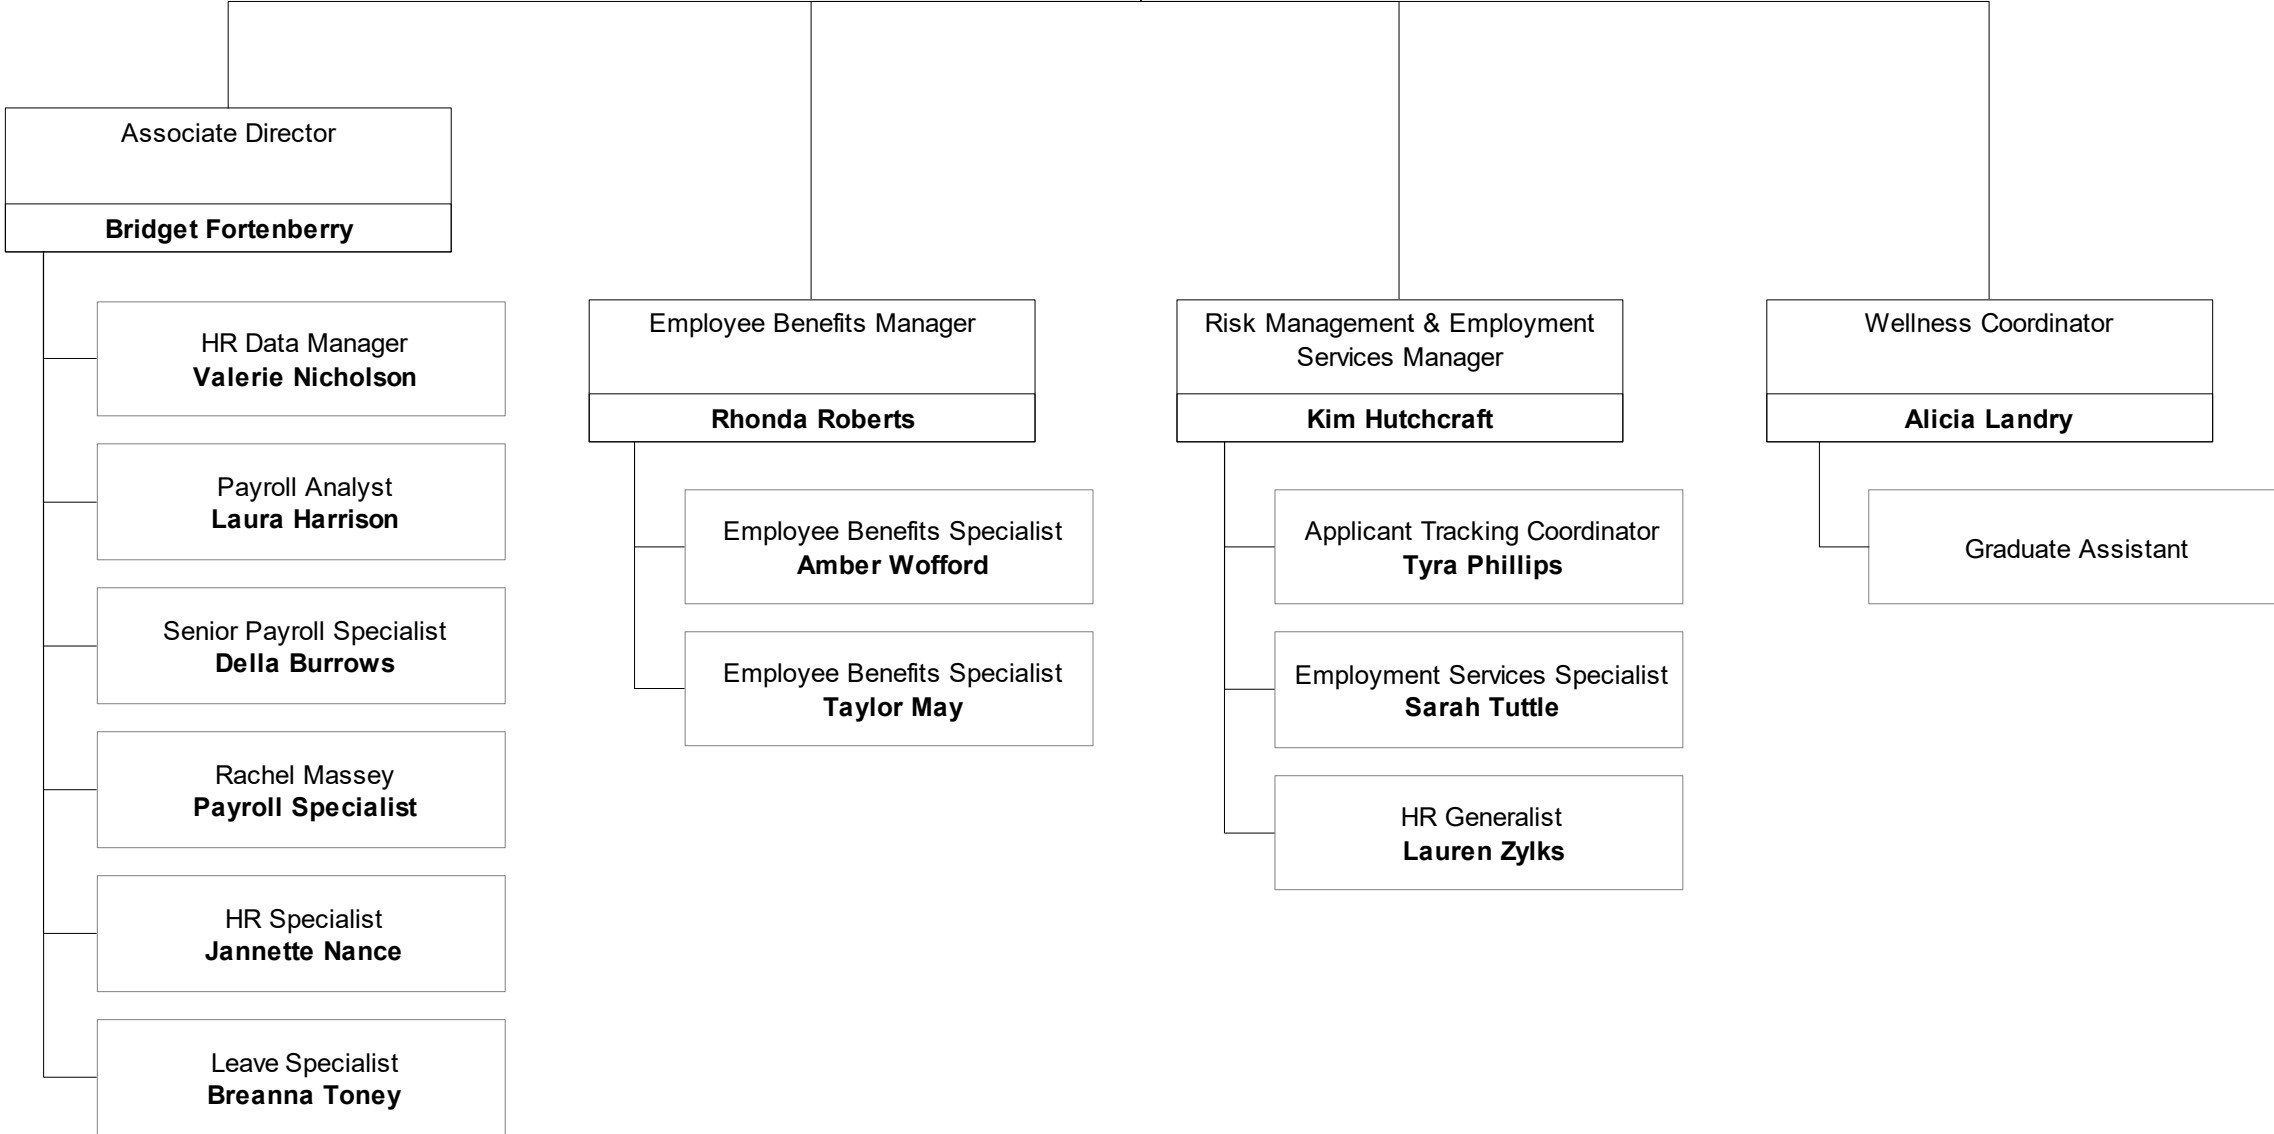 Associate Director
Bridget Fortenberry
HR Data Manager
Valerie Nicholson
Payroll Analyst
Laura Harrison
Senior Payroll Specialist
Della Burrows
Rachel Massey
Payroll Specialist
HR Specialist
Jannette Nance
Leave Specialist
Breanna Toney
Employee Benefits Manager
Rhonda Roberts
Employee Benefits Specialist
Amber Wofford
Employee Benefits Specialist
Taylor May
Risk Management & Employment
Services Manager
Kim Hutchcraft
Applicant Tracking Coordinator
Tyra Phillips
Employment Services Specialist
Sarah Tuttle
HR Generalist
Lauren Zylks
Wellness Coordinator
Alicia Landry
Graduate Assistant